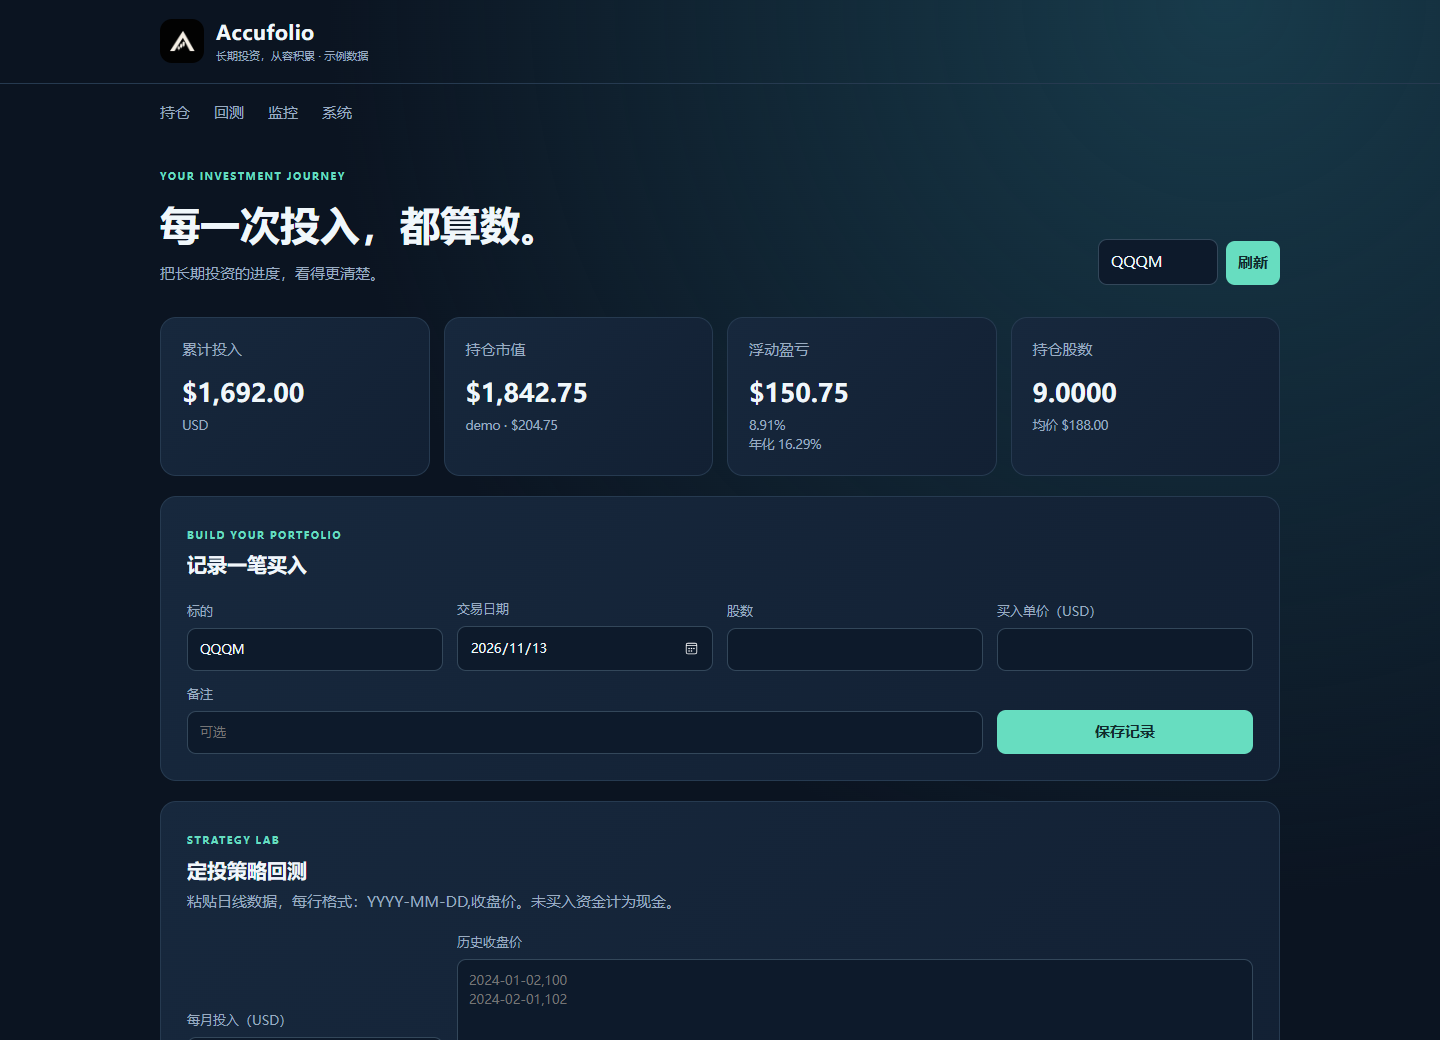 Accufolio
长期投资，从容积累 · 示例数据
持仓 回测 监控 系统
YOUR INVESTMENT JOURNEY
每一次投入，都算数。
把长期投资的进度，看得更清楚。
QQQM 刷新
累计投入
$1,692.00
USD
持仓市值
$1,842.75
demo · $204.75
浮动盈亏
$150.75
8.91%
年化 16.29%
持仓股数
9.0000
均价 $188.00
BUILD YOUR PORTFOLIO
记录一笔买入
标的 交易日期 股数 买入单价（USD）
QQQM 2026/11/13
备注
可选 保存记录
STRATEGY LAB
定投策略回测
粘贴日线数据，每行格式：YYYY-MM-DD,收盘价。未买入资金计为现金。
历史收盘价
2024-01-02,100
2024-02-01,102
每月投入（USD）